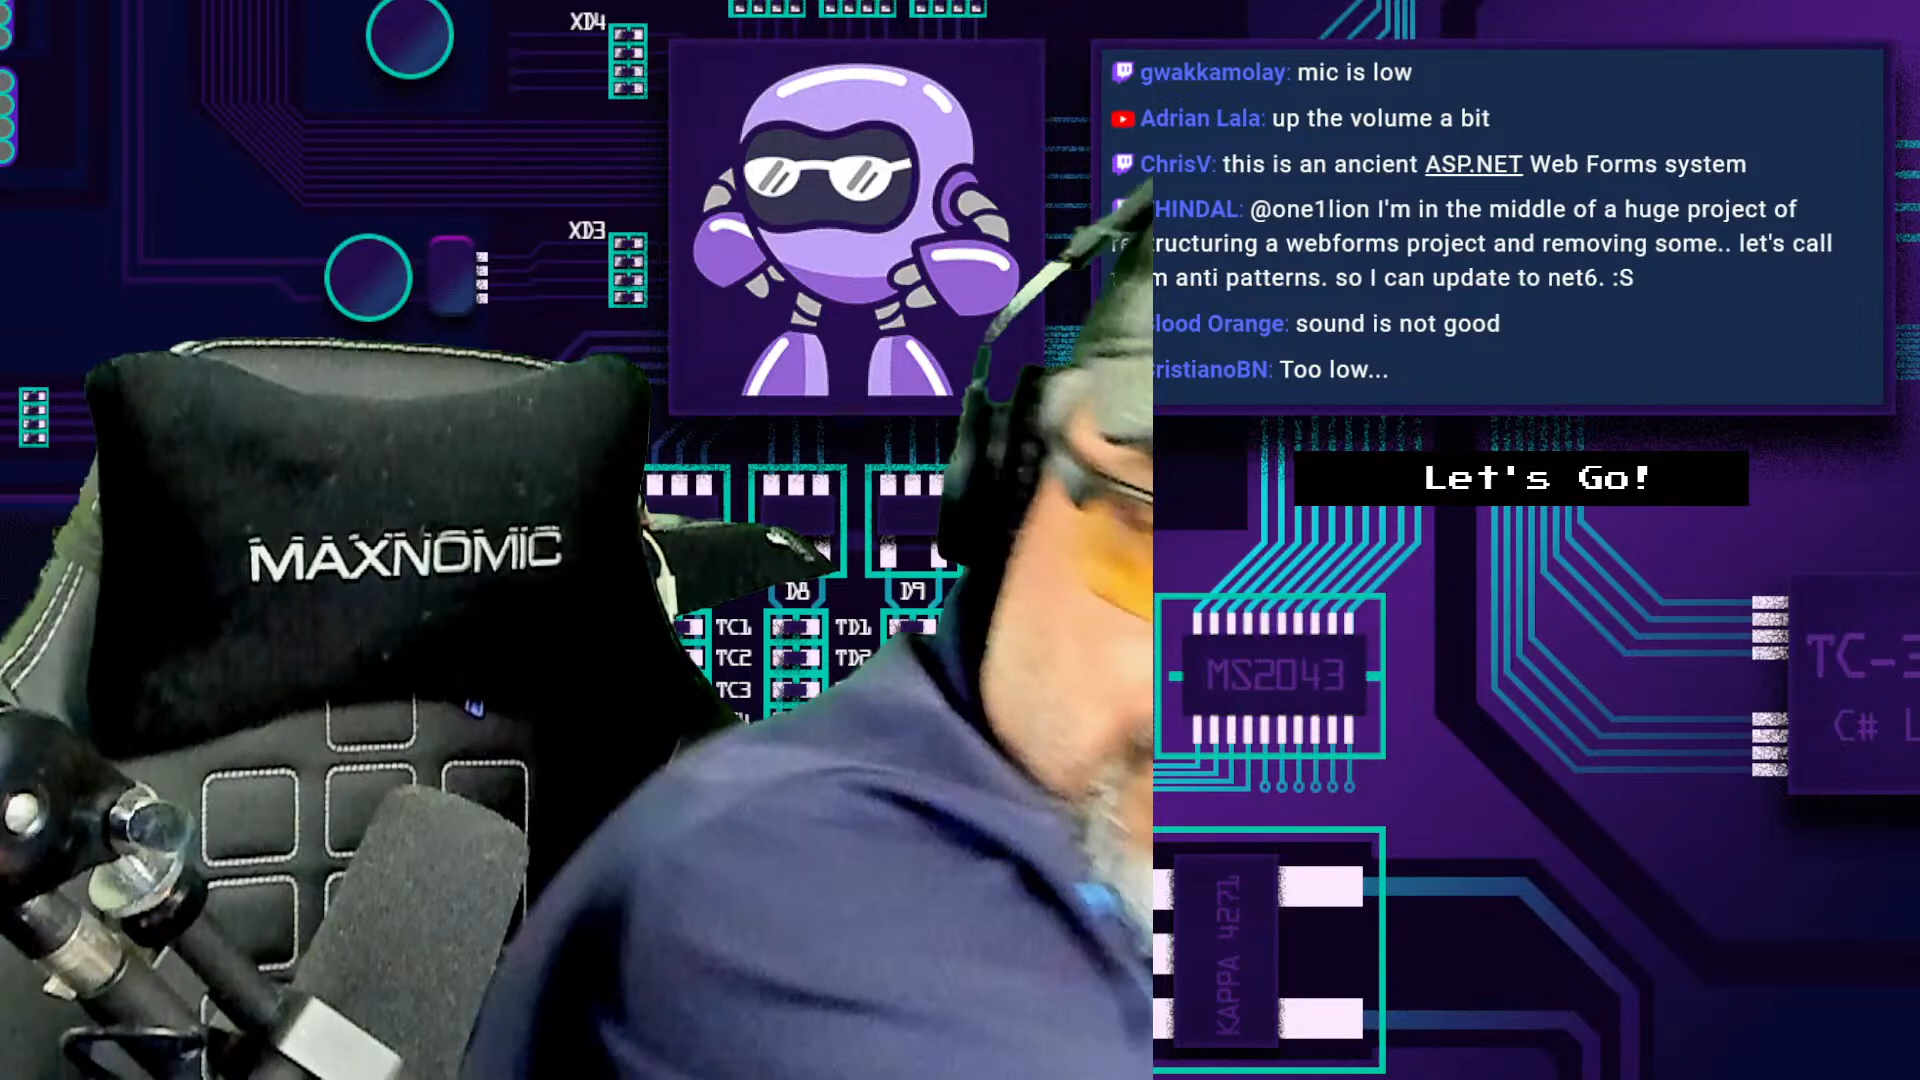 XD4
gwakkamolay: mic is low
Adrian Lala: up the volume a bit
ChrisV: this is an ancient ASP.NET Web Forms system
HINDAL: @one1lion I'm in the middle of a huge project of
tructuring a webforms project and removing some.. let's call
m anti patterns. so I can update to net6. :S
lood Orange: sound is not good
ristianoBN: Too low...
XD3
Let's Go!
MAXNOMIC
D8
D9
TC1
TD1
TC2
TC3
MS2043
TC-3
C# L
KAPPA 4271